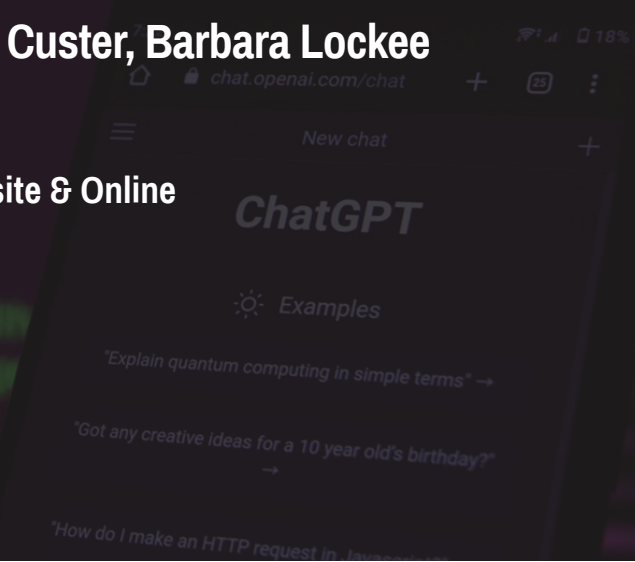 Custer, Barbara Lockee
18%
chat.openai.com/chat
25
New chat
site & Online
ChatGPT
Examples
"Explain quantum computing in simple terms" →
"Got any creative ideas for a 10 year old's birthday?"
→
"How do I make an HTTP request in Javascript?"